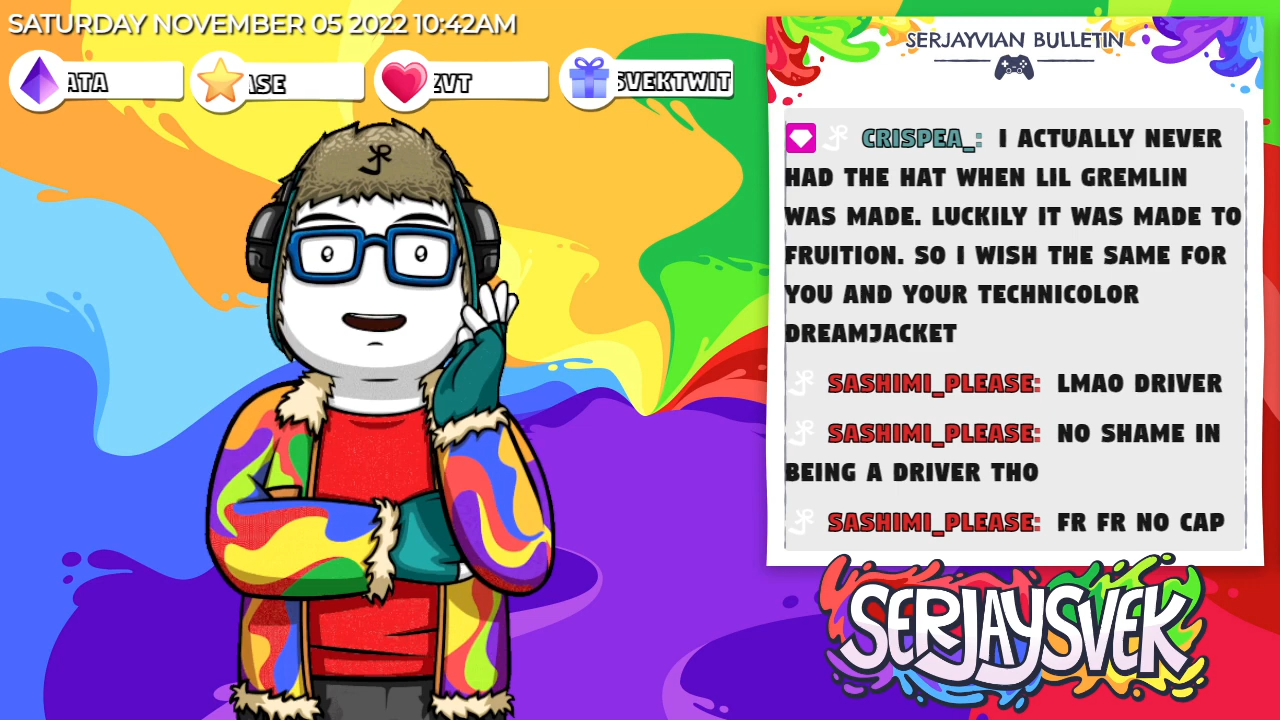 SATURDAY NOVEMBER 05 2022 10:42AM
ATA
ASE
ZVT
SVEKTWIT
SERJAYVIAN BULLETIN
CRISPEA_: I ACTUALLY NEVER
HAD THE HAT WHEN LIL GREMLIN
WAS MADE. LUCKILY IT WAS MADE TO
FRUITION. SO I WISH THE SAME FOR
YOU AND YOUR TECHNICOLOR
DREAMJACKET
SASHIMI_PLEASE: LMAO DRIVER
SASHIMI_PLEASE: NO SHAME IN
BEING A DRIVER THO
SASHIMI_PLEASE: FR FR NO CAP
SERJAYSVEK